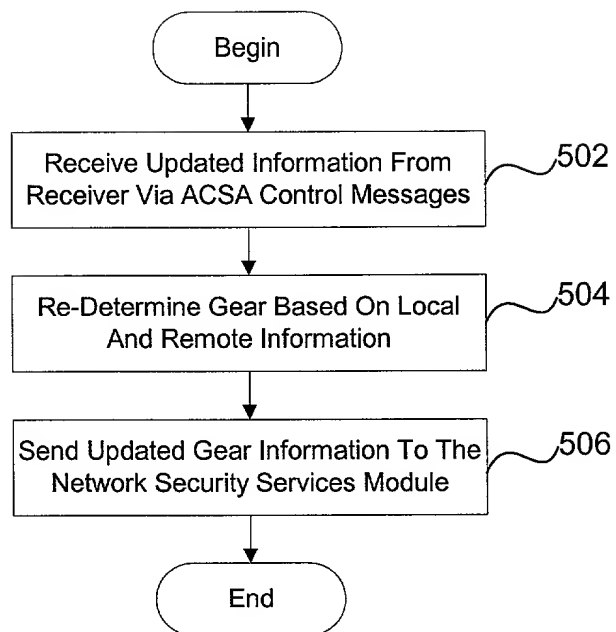 Begin
Receive Updated Information From
Receiver Via ACSA Control Messages
502
Re-Determine Gear Based On Local
And Remote Information
504
Send Updated Gear Information To The
Network Security Services Module
506
End